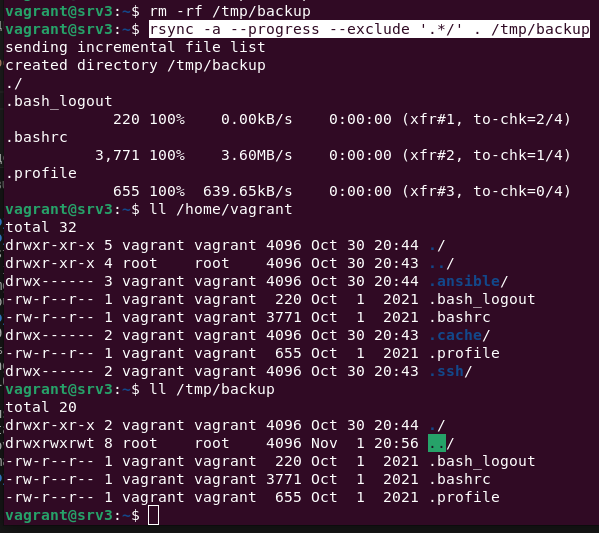 vagrant@srv3:~$ rm -rf /tmp/backup
vagrant@srv3:~$ rsync -a --progress --exclude '.*/' . /tmp/backup
sending incremental file list
created directory /tmp/backup
./
.bash_logout
            220 100%    0.00kB/s    0:00:00 (xfr#1, to-chk=2/4)
.bashrc
          3,771 100%    3.60MB/s    0:00:00 (xfr#2, to-chk=1/4)
.profile
            655 100%  639.65kB/s    0:00:00 (xfr#3, to-chk=0/4)
vagrant@srv3:~$ ll /home/vagrant
total 32
drwxr-xr-x 5 vagrant vagrant 4096 Oct 30 20:44 ./
drwxr-xr-x 4 root    root    4096 Oct 30 20:43 ../
drwx------ 3 vagrant vagrant 4096 Oct 30 20:44 .ansible/
-rw-r--r-- 1 vagrant vagrant  220 Oct  1  2021 .bash_logout
-rw-r--r-- 1 vagrant vagrant 3771 Oct  1  2021 .bashrc
drwx------ 2 vagrant vagrant 4096 Oct 30 20:43 .cache/
-rw-r--r-- 1 vagrant vagrant  655 Oct  1  2021 .profile
drwx------ 2 vagrant vagrant 4096 Oct 30 20:43 .ssh/
vagrant@srv3:~$ ll /tmp/backup
total 20
drwxr-xr-x 2 vagrant vagrant 4096 Oct 30 20:44 ./
drwxrwxrwt 8 root    root    4096 Nov  1 20:56 ../
-rw-r--r-- 1 vagrant vagrant  220 Oct  1  2021 .bash_logout
-rw-r--r-- 1 vagrant vagrant 3771 Oct  1  2021 .bashrc
-rw-r--r-- 1 vagrant vagrant  655 Oct  1  2021 .profile
vagrant@srv3:~$